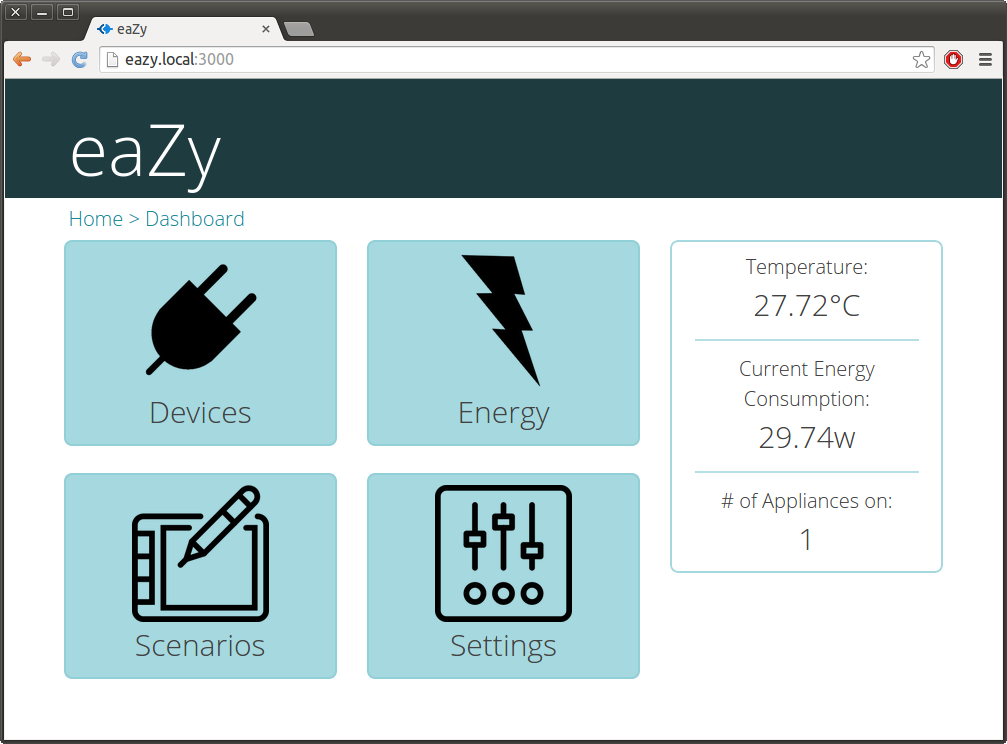 eaZy
eazy.local:3000
eaZy
Home > Dashboard
Devices
Energy
Scenarios
Settings
Temperature:
27.72°C
Current Energy
Consumption:
29.74w
# of Appliances on:
1